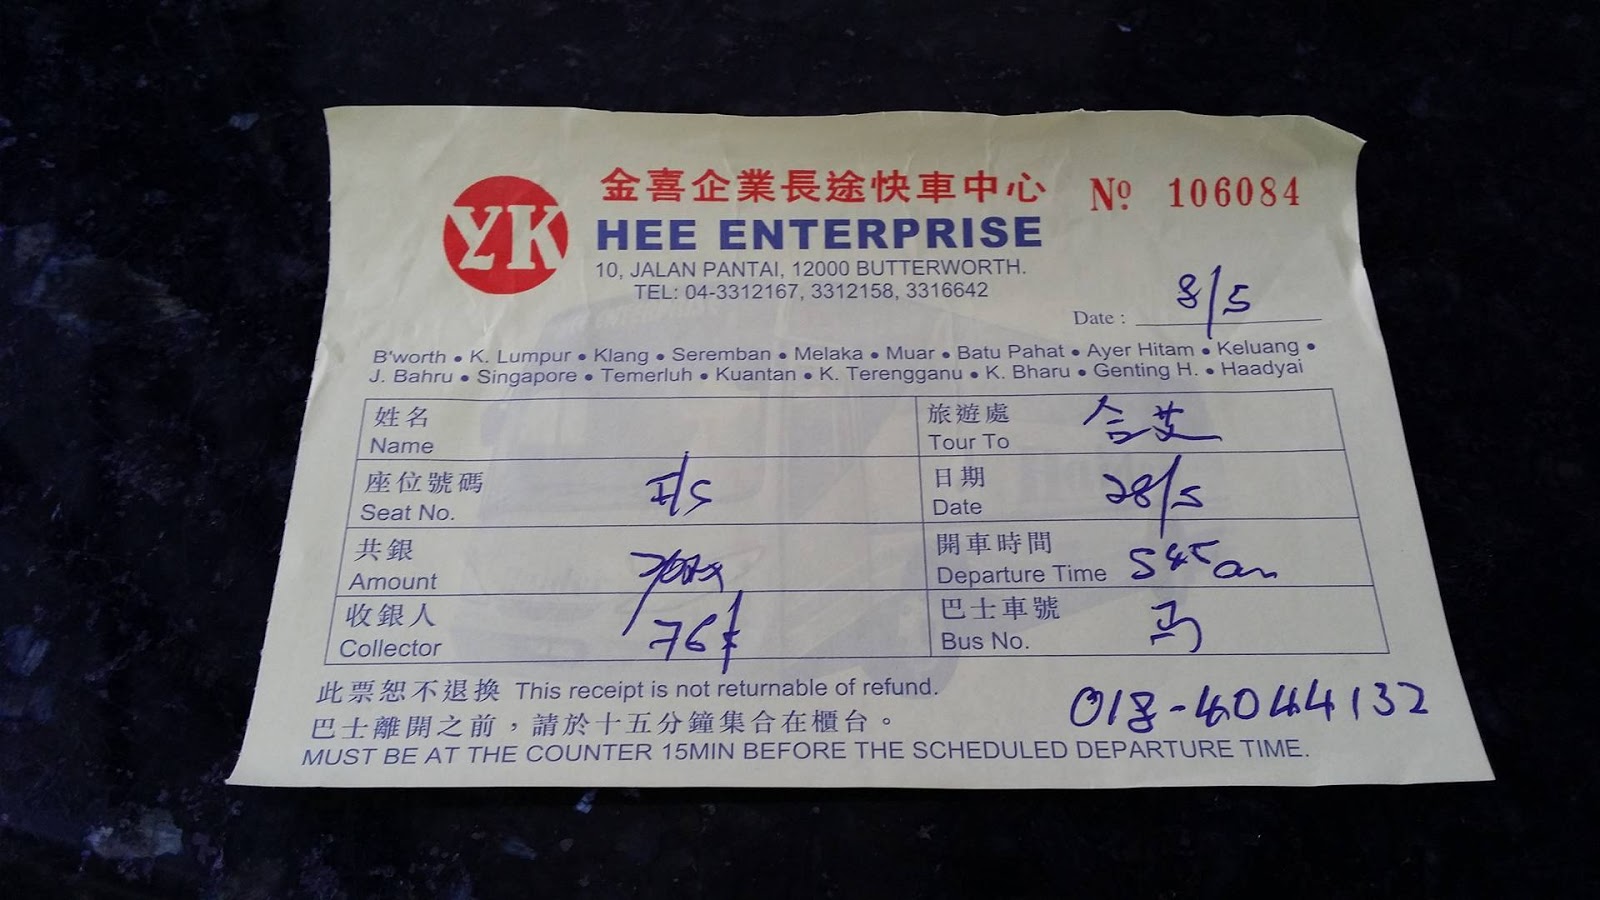 YK
金喜企業長途快車中心
Nº 106084
HEE ENTERPRISE
10, JALAN PANTAI, 12000 BUTTERWORTH.
TEL: 04-3312167, 3312158, 3316642
Date : 8/5
B'worth • K. Lumpur • Klang • Seremban • Melaka • Muar • Batu Pahat • Ayer Hitam • Keluang •
J. Bahru • Singapore • Temerluh • Kuantan • K. Terengganu • K. Bharu • Genting H. • Haadyai
姓名
Name
旅遊處
Tour To 合艾
座位號碼
Seat No.
日期
Date 28/5
共銀
Amount
開車時間
Departure Time 545am
收銀人
Collector 76
巴士車號
Bus No.
此票恕不退換 This receipt is not returnable of refund.
巴士離開之前，請於十五分鐘集合在櫃台。
018-4044132
MUST BE AT THE COUNTER 15MIN BEFORE THE SCHEDULED DEPARTURE TIME.